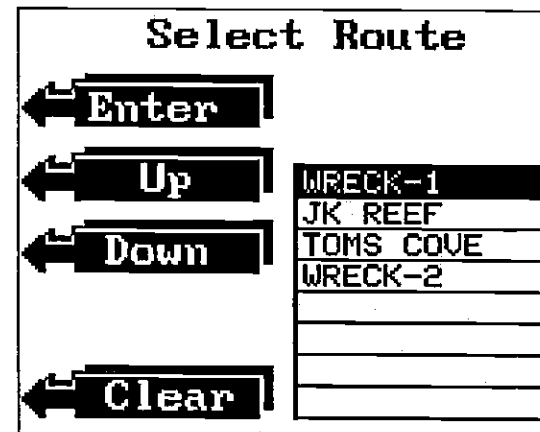 Select Route
Enter
Up
Down
Clear
WRECK-1
JK REEF
TOMS COVE
WRECK-2